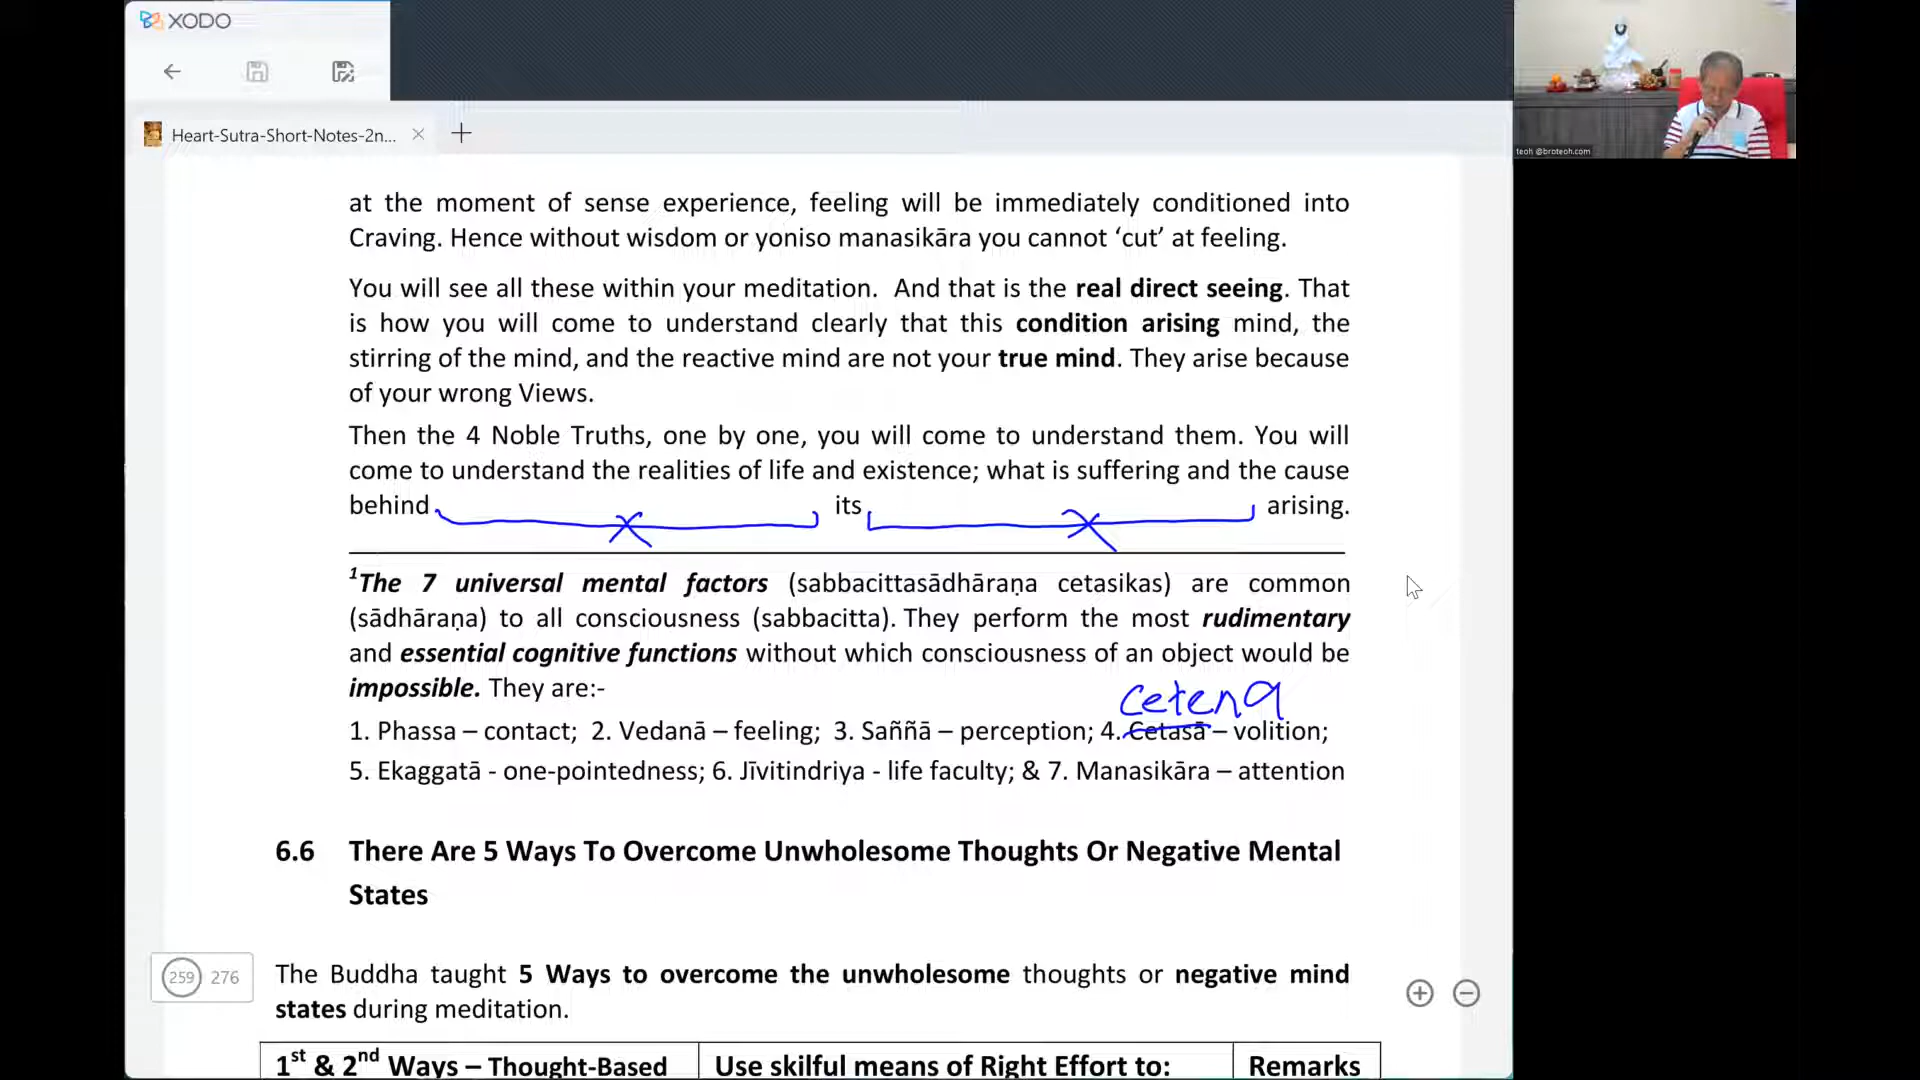 XODO
Heart-Sutra-Short-Notes-2n...
teoh @broteoh.com
at the moment of sense experience, feeling will be immediately conditioned into
Craving. Hence without wisdom or yoniso manasikāra you cannot ‘cut’ at feeling.
You will see all these within your meditation. And that is the real direct seeing. That
is how you will come to understand clearly that this condition arising mind, the
stirring of the mind, and the reactive mind are not your true mind. They arise because
of your wrong Views.
Then the 4 Noble Truths, one by one, you will come to understand them. You will
come to understand the realities of life and existence; what is suffering and the cause
behind its arising.
1The 7 universal mental factors (sabbacittasādhāraṇa cetasikas) are common
(sādhāraṇa) to all consciousness (sabbacitta). They perform the most rudimentary
and essential cognitive functions without which consciousness of an object would be
impossible. They are:-
cetena
1. Phassa – contact; 2. Vedanā – feeling; 3. Saññā – perception; 4. Cetasā – volition;
5. Ekaggatā - one-pointedness; 6. Jīvitindriya - life faculty; & 7. Manasikāra – attention
6.6 There Are 5 Ways To Overcome Unwholesome Thoughts Or Negative Mental
States
259 276
The Buddha taught 5 Ways to overcome the unwholesome thoughts or negative mind
states during meditation.
1st & 2nd Ways – Thought-Based Use skilful means of Right Effort to: Remarks